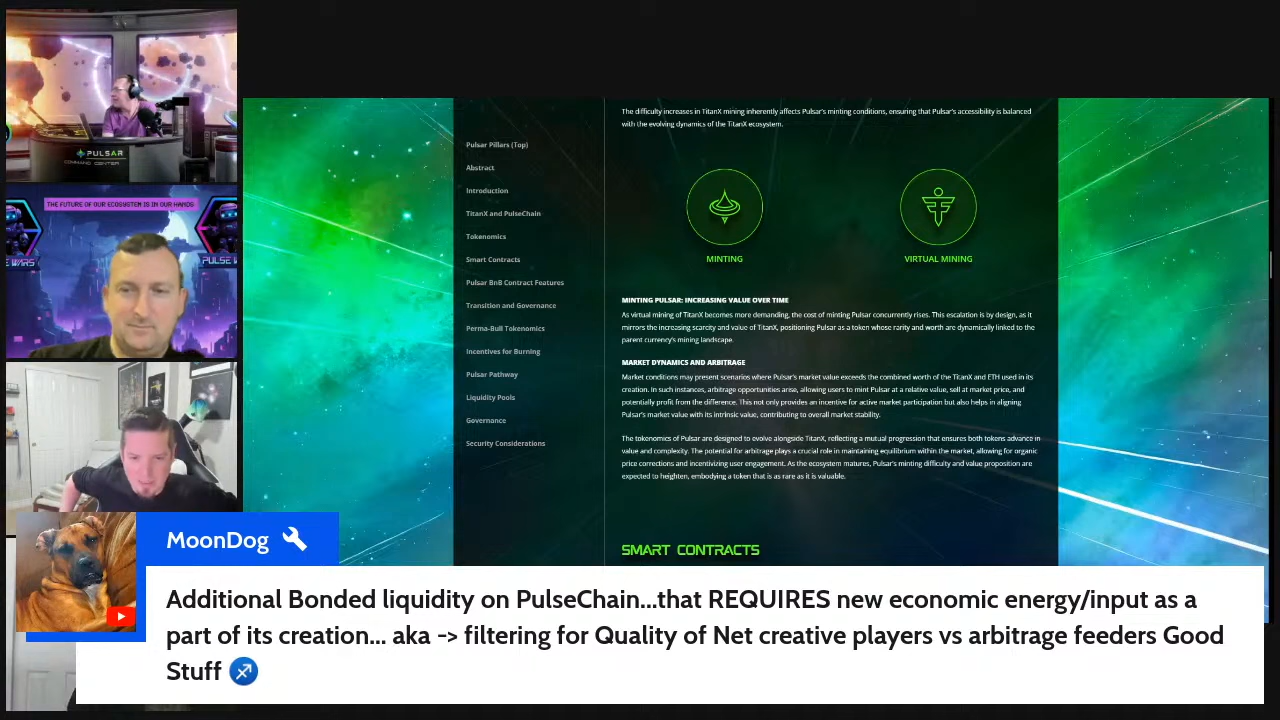 PULSAR
COMMAND CENTER
THE FUTURE OF OUR ECOSYSTEM IS IN OUR HANDS
E WARS
PULSE W
The difficulty increases in TitanX mining inherently affects Pulsar's minting conditions, ensuring that Pulsar's accessibility is balanced
with the evolving dynamics of the TitanX ecosystem.
Pulsar Pillars (Top)
Abstract
Introduction
TitanX and PulseChain
Tokenomics
Smart Contracts
Pulsar BnB Contract Features
Transition and Governance
Perma-Bull Tokenomics
Incentives for Burning
Pulsar Pathway
Liquidity Pools
Governance
Security Considerations
MINTING
VIRTUAL MINING
MINTING PULSAR: INCREASING VALUE OVER TIME
As virtual mining of TitanX becomes more demanding, the cost of minting Pulsar concurrently rises. This escalation is by design, as it
mirrors the increasing scarcity and value of TitanX, positioning Pulsar as a token whose rarity and worth are dynamically linked to the
parent currency's mining landscape.
MARKET DYNAMICS AND ARBITRAGE
Market conditions may present scenarios where Pulsar's market value exceeds the combined worth of the TitanX and ETH used in its
creation. In such instances, arbitrage opportunities arise, allowing users to mint Pulsar at a relative value, sell at market price, and
potentially profit from the difference. This not only provides an incentive for active market participation but also helps in aligning
Pulsar's market value with its intrinsic value, contributing to overall market stability.
The tokenomics of Pulsar are designed to evolve alongside TitanX, reflecting a mutual progression that ensures both tokens advance in
value and complexity. The potential for arbitrage plays a crucial role in maintaining equilibrium within the market, allowing for organic
price corrections and incentivizing user engagement. As the ecosystem matures, Pulsar's minting difficulty and value proposition are
expected to heighten, embodying a token that is as rare as it is valuable.
SMART CONTRACTS
MoonDog
Additional Bonded liquidity on PulseChain...that REQUIRES new economic energy/input as a
part of its creation... aka -> filtering for Quality of Net creative players vs arbitrage feeders Good
Stuff ♐